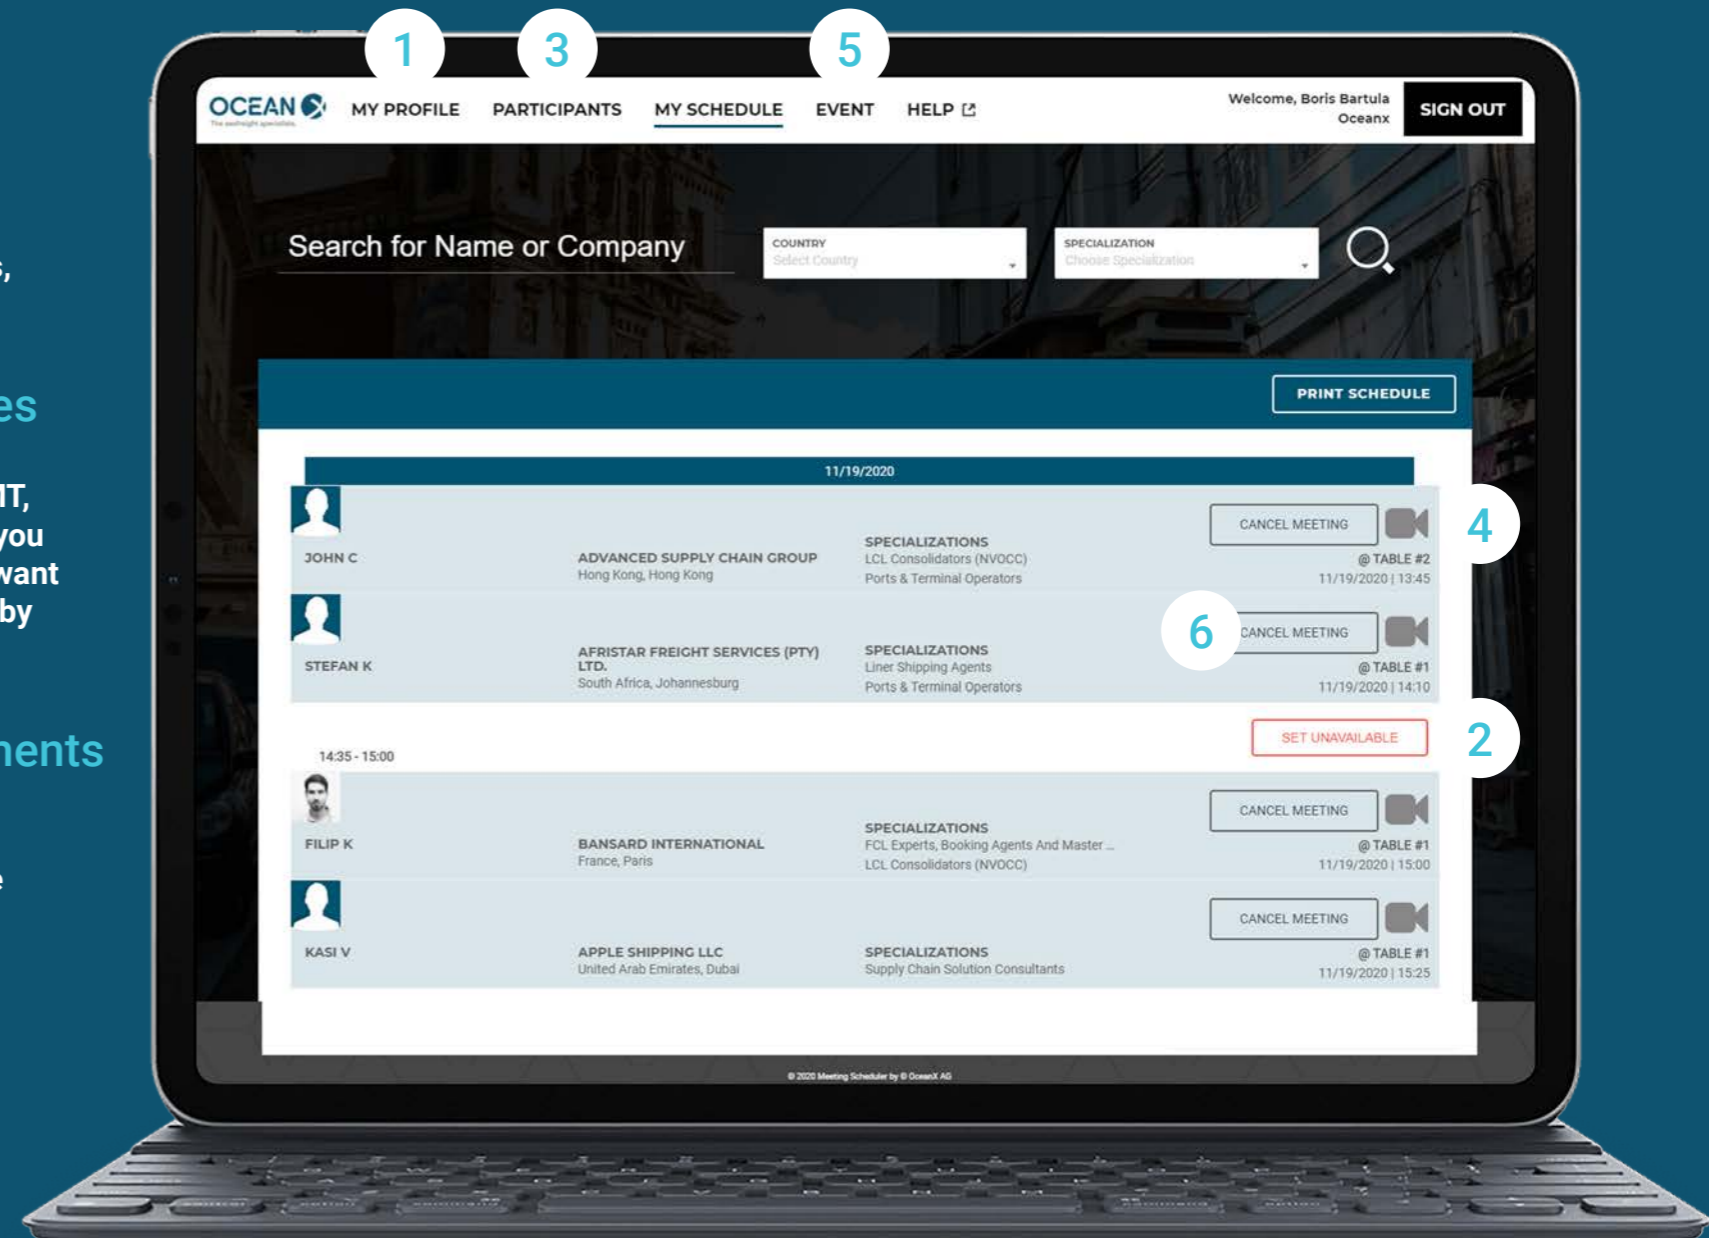 1
3
5
OCEAN X
MY PROFILE
PARTICIPANTS
MY SCHEDULE
EVENT
HELP
Welcome, Boris Bartula
Oceanx
SIGN OUT
Search for Name or Company
COUNTRY
Select Country
SPECIALIZATION
Choose Specialization
s,
es
IT,
you
want
by
nents
e
PRINT SCHEDULE
11/19/2020
JOHN C
ADVANCED SUPPLY CHAIN GROUP
Hong Kong, Hong Kong
SPECIALIZATIONS
LCL Consolidators (NVOCC)
Ports & Terminal Operators
CANCEL MEETING
4
@ TABLE #2
11/19/2020 | 13:45
STEFAN K
AFRISTAR FREIGHT SERVICES (PTY)
LTD.
South Africa, Johannesburg
SPECIALIZATIONS
Liner Shipping Agents
Ports & Terminal Operators
6
CANCEL MEETING
@ TABLE #1
11/19/2020 | 14:10
14:35 - 15:00
SET UNAVAILABLE
2
FILIP K
BANSARD INTERNATIONAL
France, Paris
SPECIALIZATIONS
FCL Experts, Booking Agents And Master ...
LCL Consolidators (NVOCC)
CANCEL MEETING
@ TABLE #1
11/19/2020 | 15:00
KASI V
APPLE SHIPPING LLC
United Arab Emirates, Dubai
SPECIALIZATIONS
Supply Chain Solution Consultants
CANCEL MEETING
@ TABLE #1
11/19/2020 | 15:25
© 2020 Meeting Scheduler by © OceanX AG